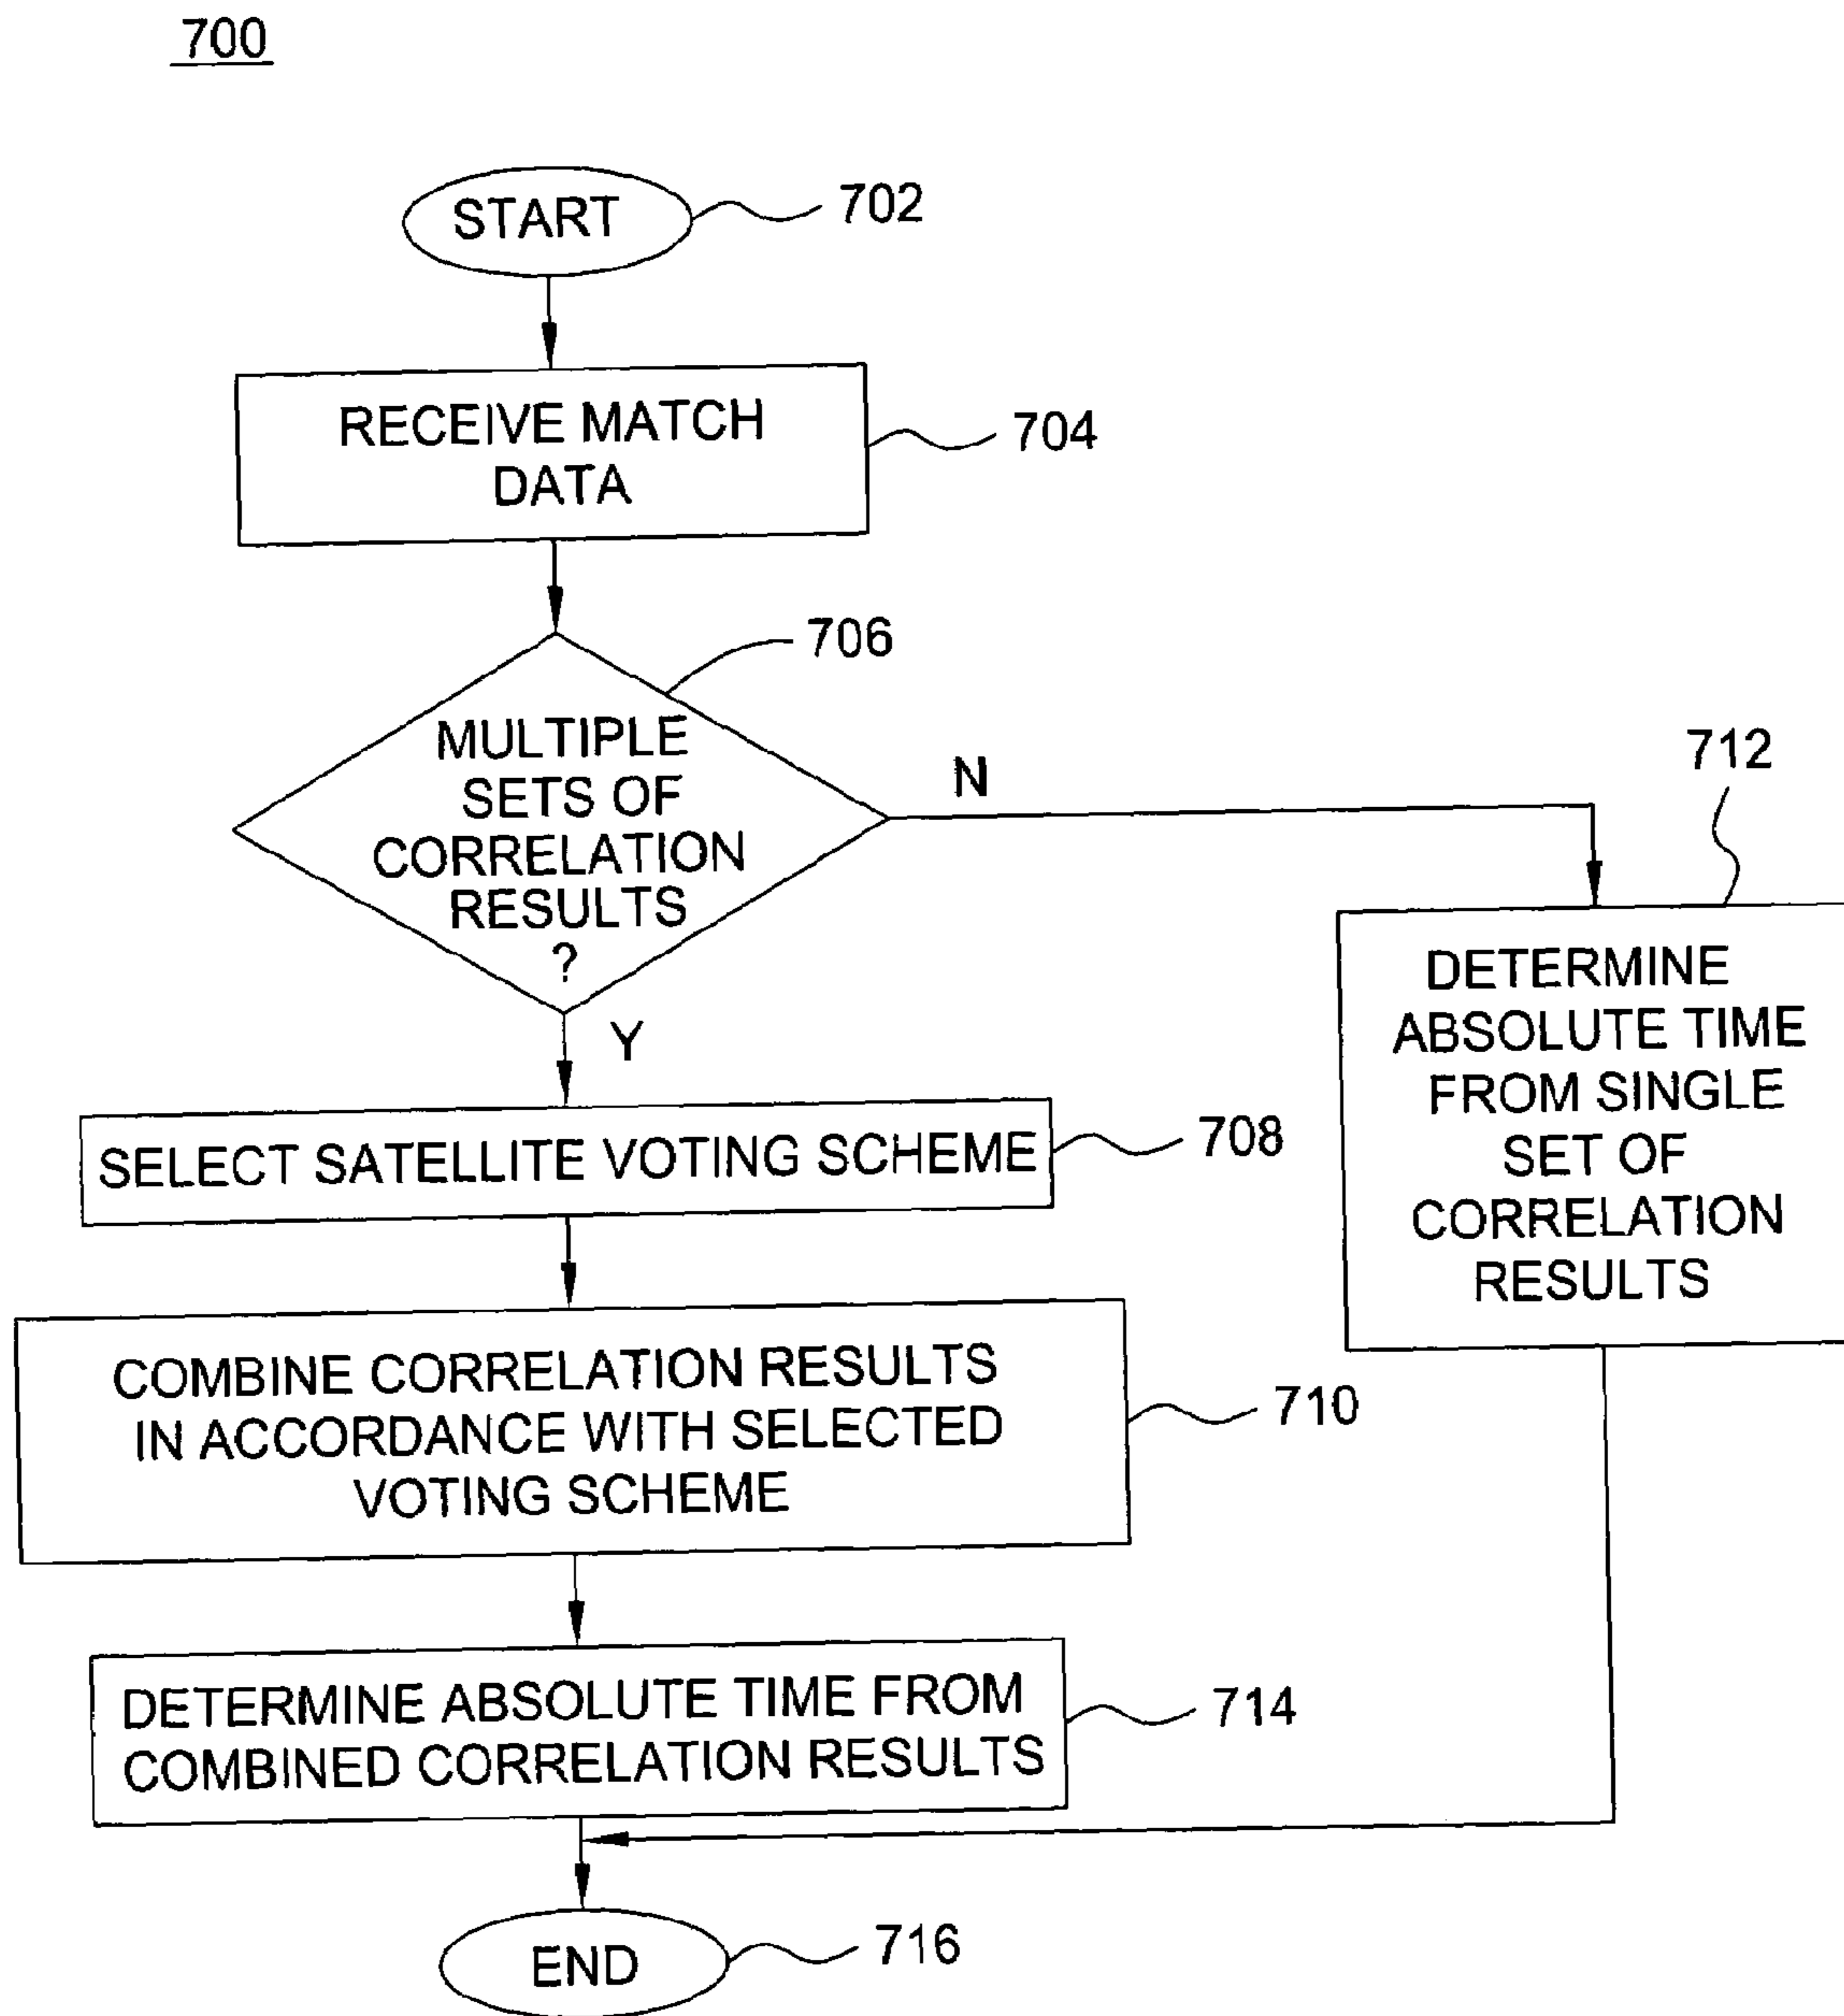 700
START
702
RECEIVE MATCH
DATA
704
706
MULTIPLE
SETS OF
CORRELATION
RESULTS
?
N
Y
712
DETERMINE
ABSOLUTE TIME
FROM SINGLE
SET OF
CORRELATION
RESULTS
SELECT SATELLITE VOTING SCHEME
708
COMBINE CORRELATION RESULTS
IN ACCORDANCE WITH SELECTED
VOTING SCHEME
710
DETERMINE ABSOLUTE TIME FROM
COMBINED CORRELATION RESULTS
714
END
716